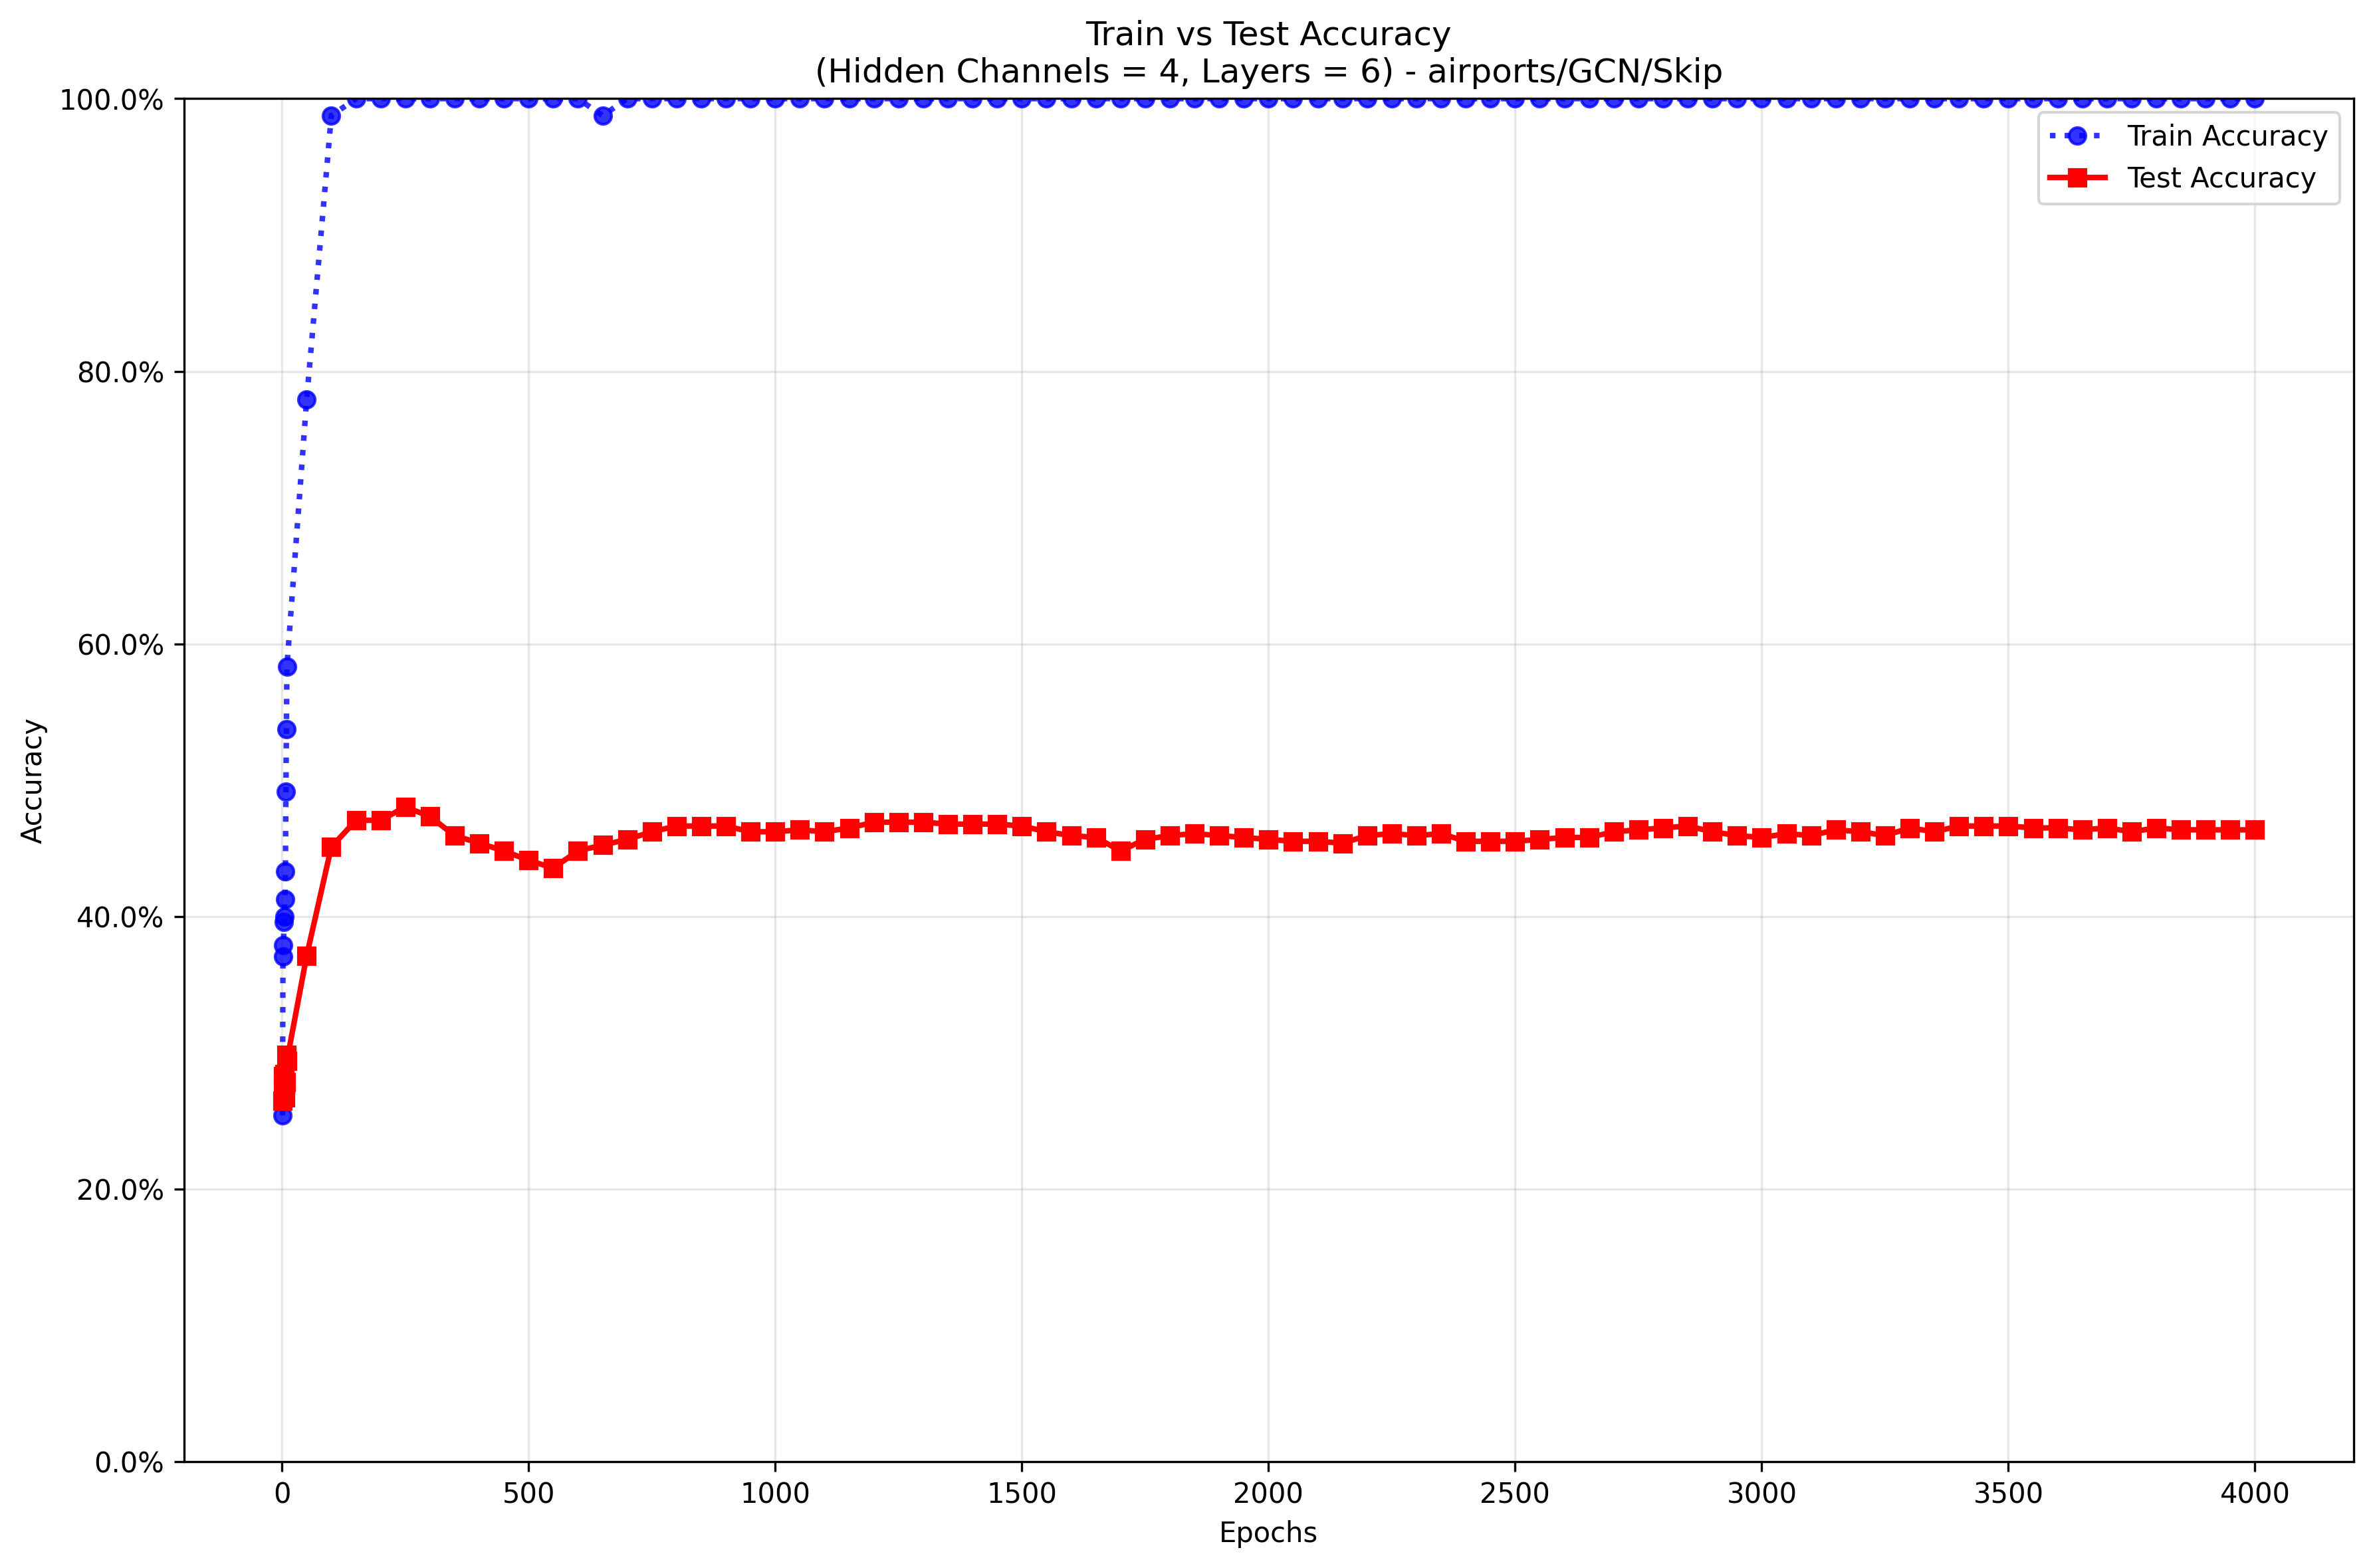 Train vs Test Accuracy
(Hidden Channels = 4, Layers = 6) - airports/GCN/Skip
100.0%
80.0%
60.0%
40.0%
20.0%
0.0%
Accuracy
Train Accuracy
Test Accuracy
0 500 1000 1500 2000 2500 3000 3500 4000
Epochs